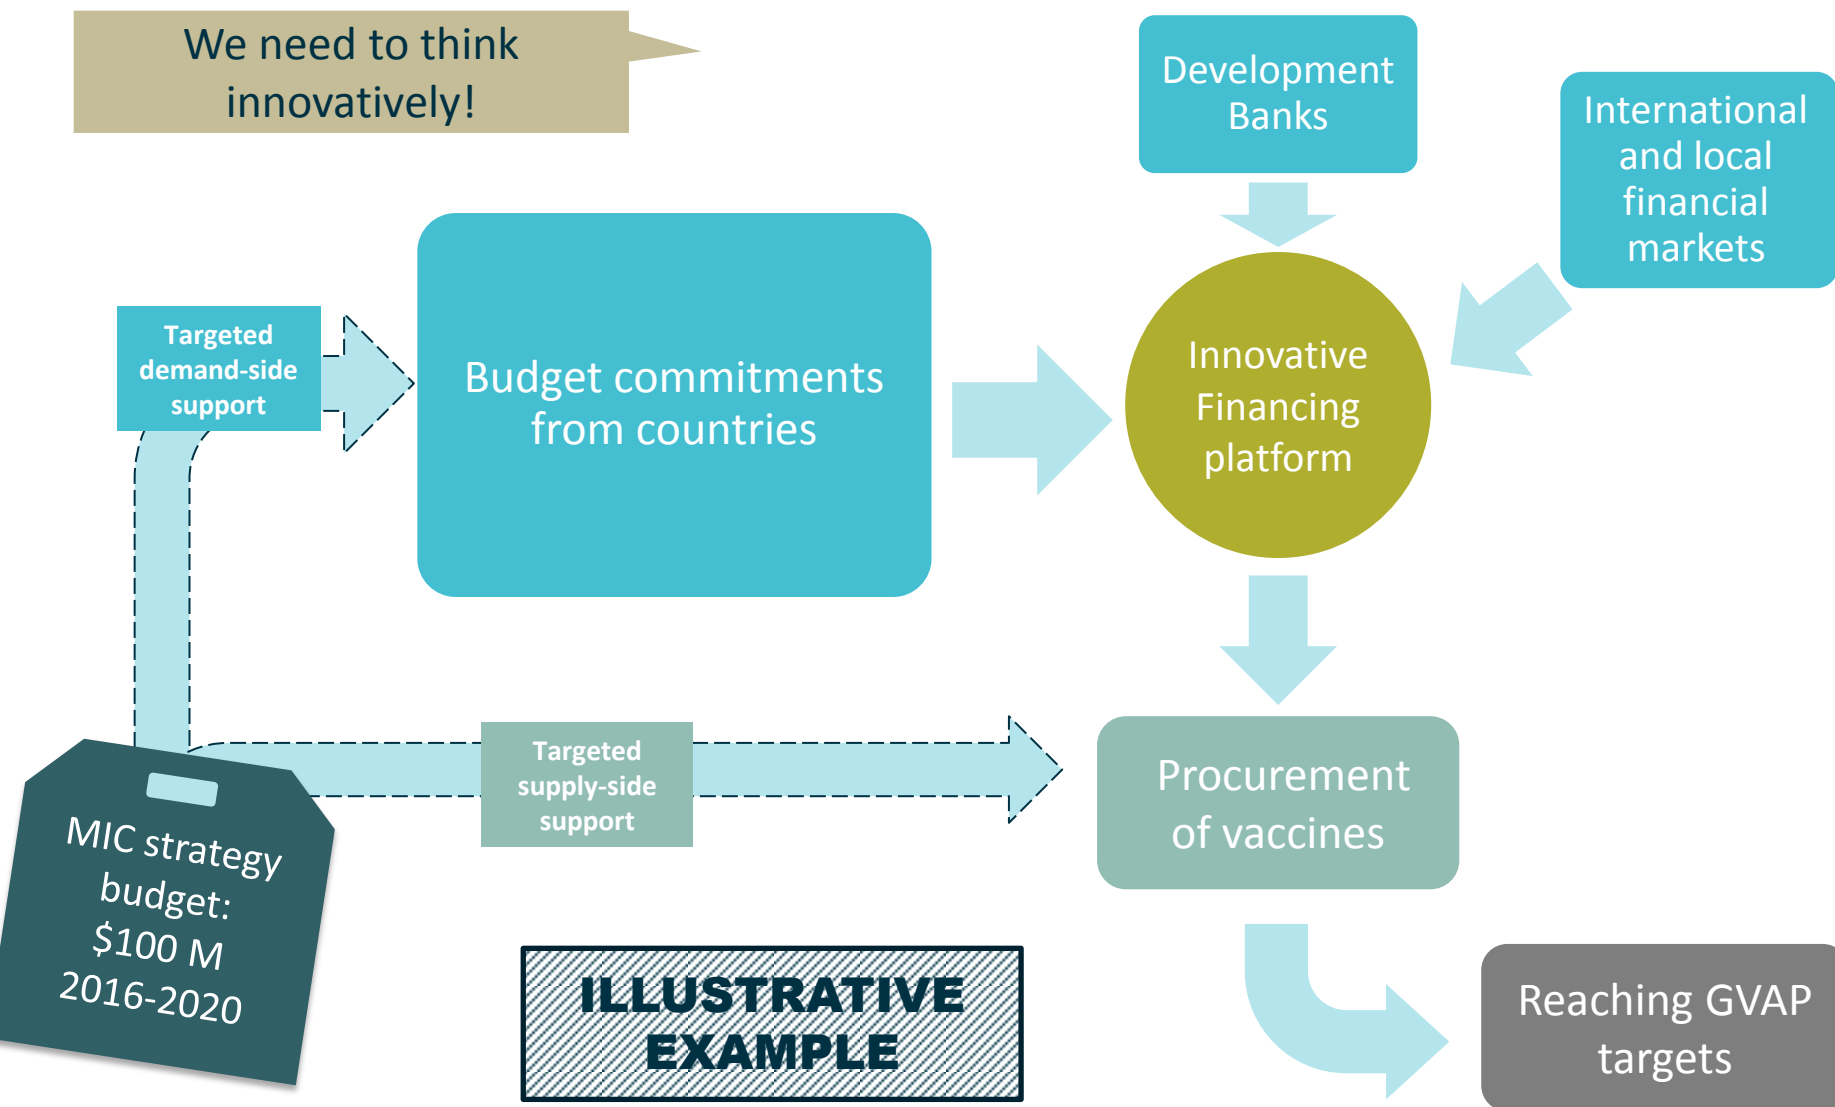 We need to think
innovatively!
Development
Banks
International
and local
financial
markets
Targeted
demand-side
support
Budget commitments
from countries
Innovative
Financing
platform
Targeted
supply-side
support
Procurement
of vaccines
MIC strategy
budget:
$100 M
2016-2020
ILLUSTRATIVE
EXAMPLE
Reaching GVAP
targets